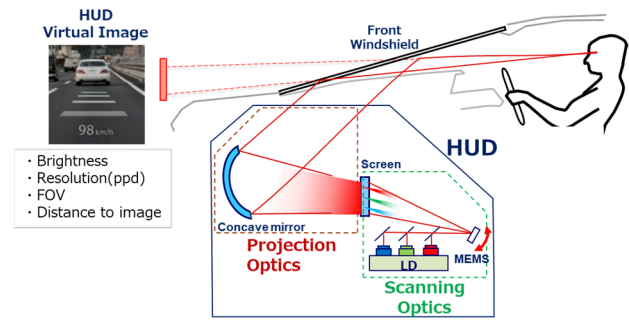 HUD
Virtual Image
98 km/h
・Brightness
・Resolution(ppd)
・FOV
・Distance to image
Front
Windshield
HUD
Screen
Concave mirror
Projection
Optics
LD
MEMS
Scanning
Optics